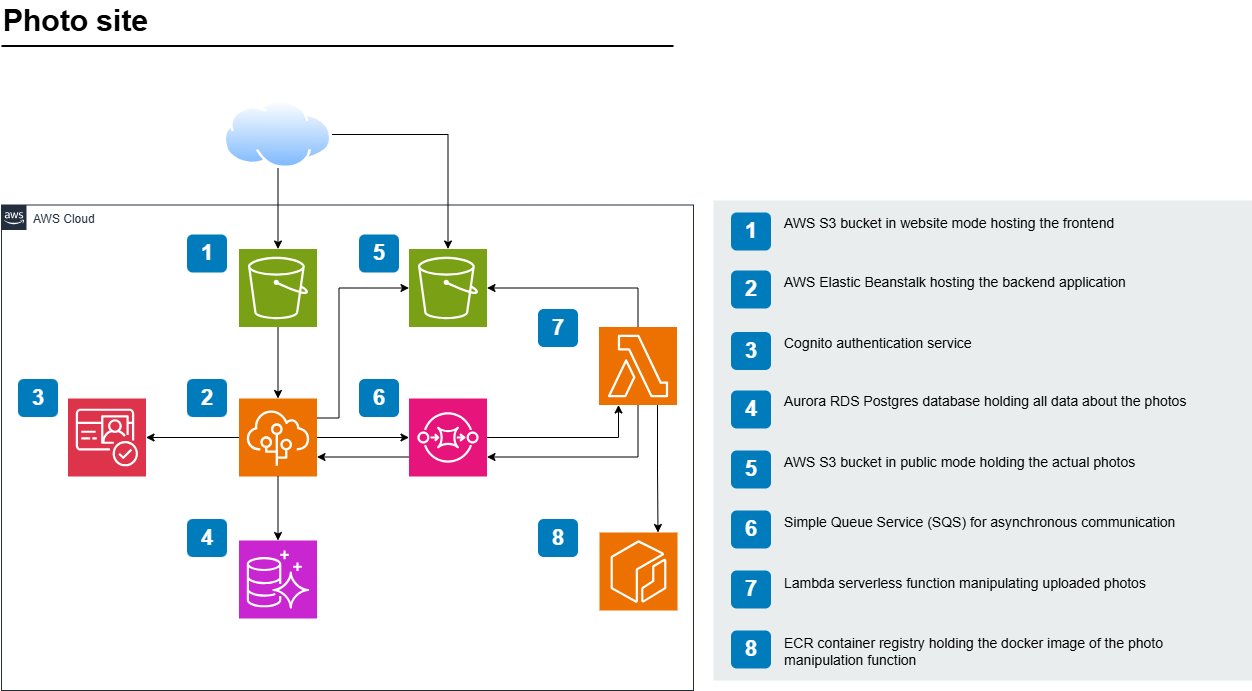 Photo site
aws
AWS Cloud
1
5
7
3
2
6
4
8
1
AWS S3 bucket in website mode hosting the frontend
2
AWS Elastic Beanstalk hosting the backend application
3
Cognito authentication service
4
Aurora RDS Postgres database holding all data about the photos
5
AWS S3 bucket in public mode holding the actual photos
6
Simple Queue Service (SQS) for asynchronous communication
7
Lambda serverless function manipulating uploaded photos
8
ECR container registry holding the docker image of the photo
manipulation function